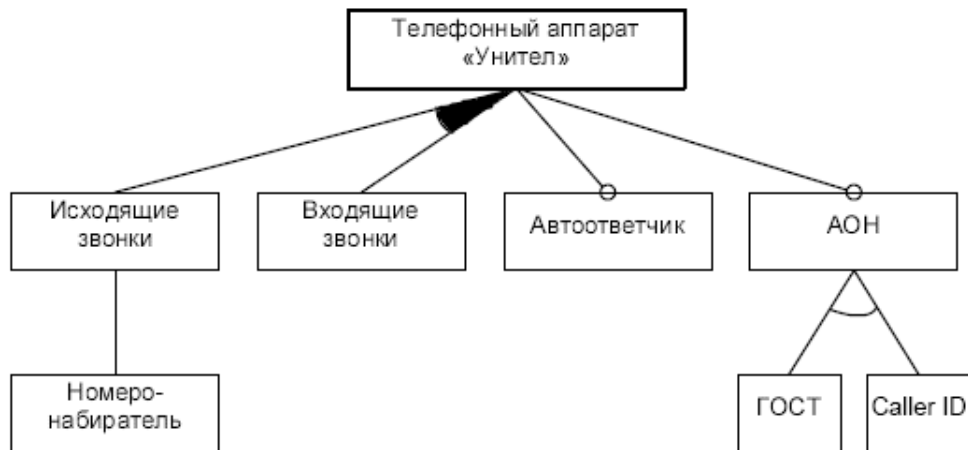 Телефонный аппарат
«Унител»
Исходящие
звонки
Входящие
звонки
Автоответчик
АОН
Номеро-
набиратель
ГОСТ
Caller ID